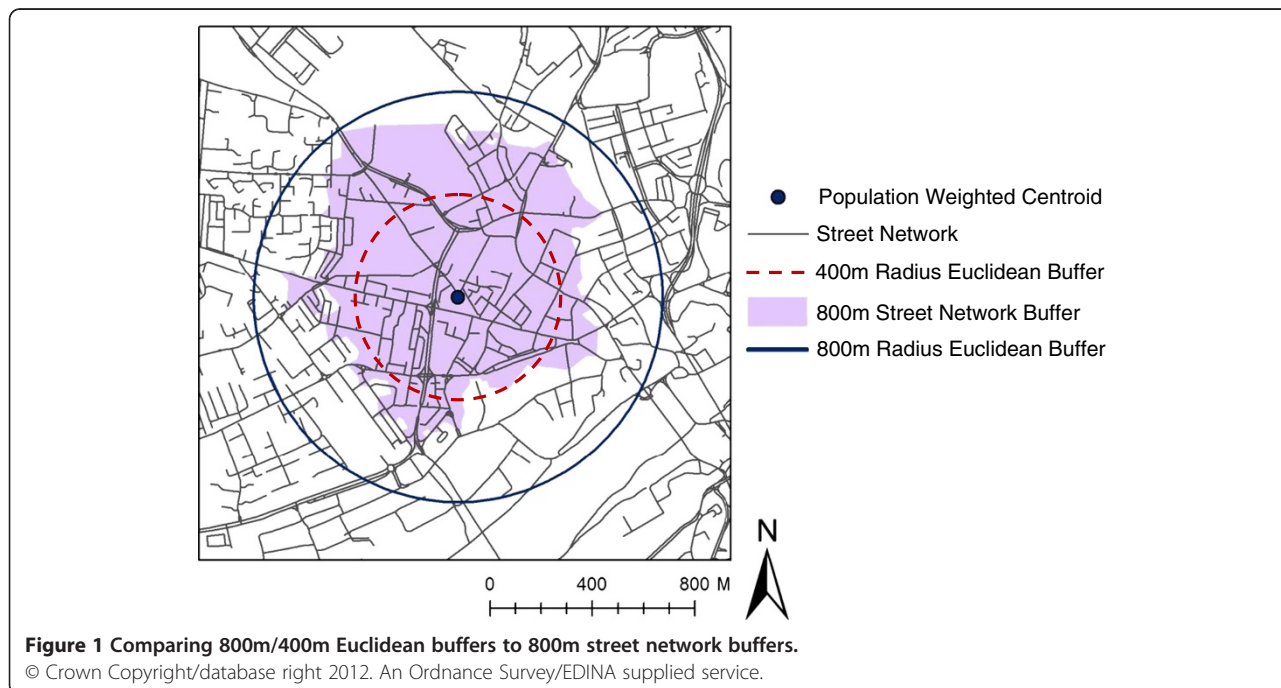 Population Weighted Centroid
Street Network
400m Radius Euclidean Buffer
800m Street Network Buffer
800m Radius Euclidean Buffer
N
0 400 800 M
Figure 1 Comparing 800m/400m Euclidean buffers to 800m street network buffers.
© Crown Copyright/database right 2012. An Ordnance Survey/EDINA supplied service.